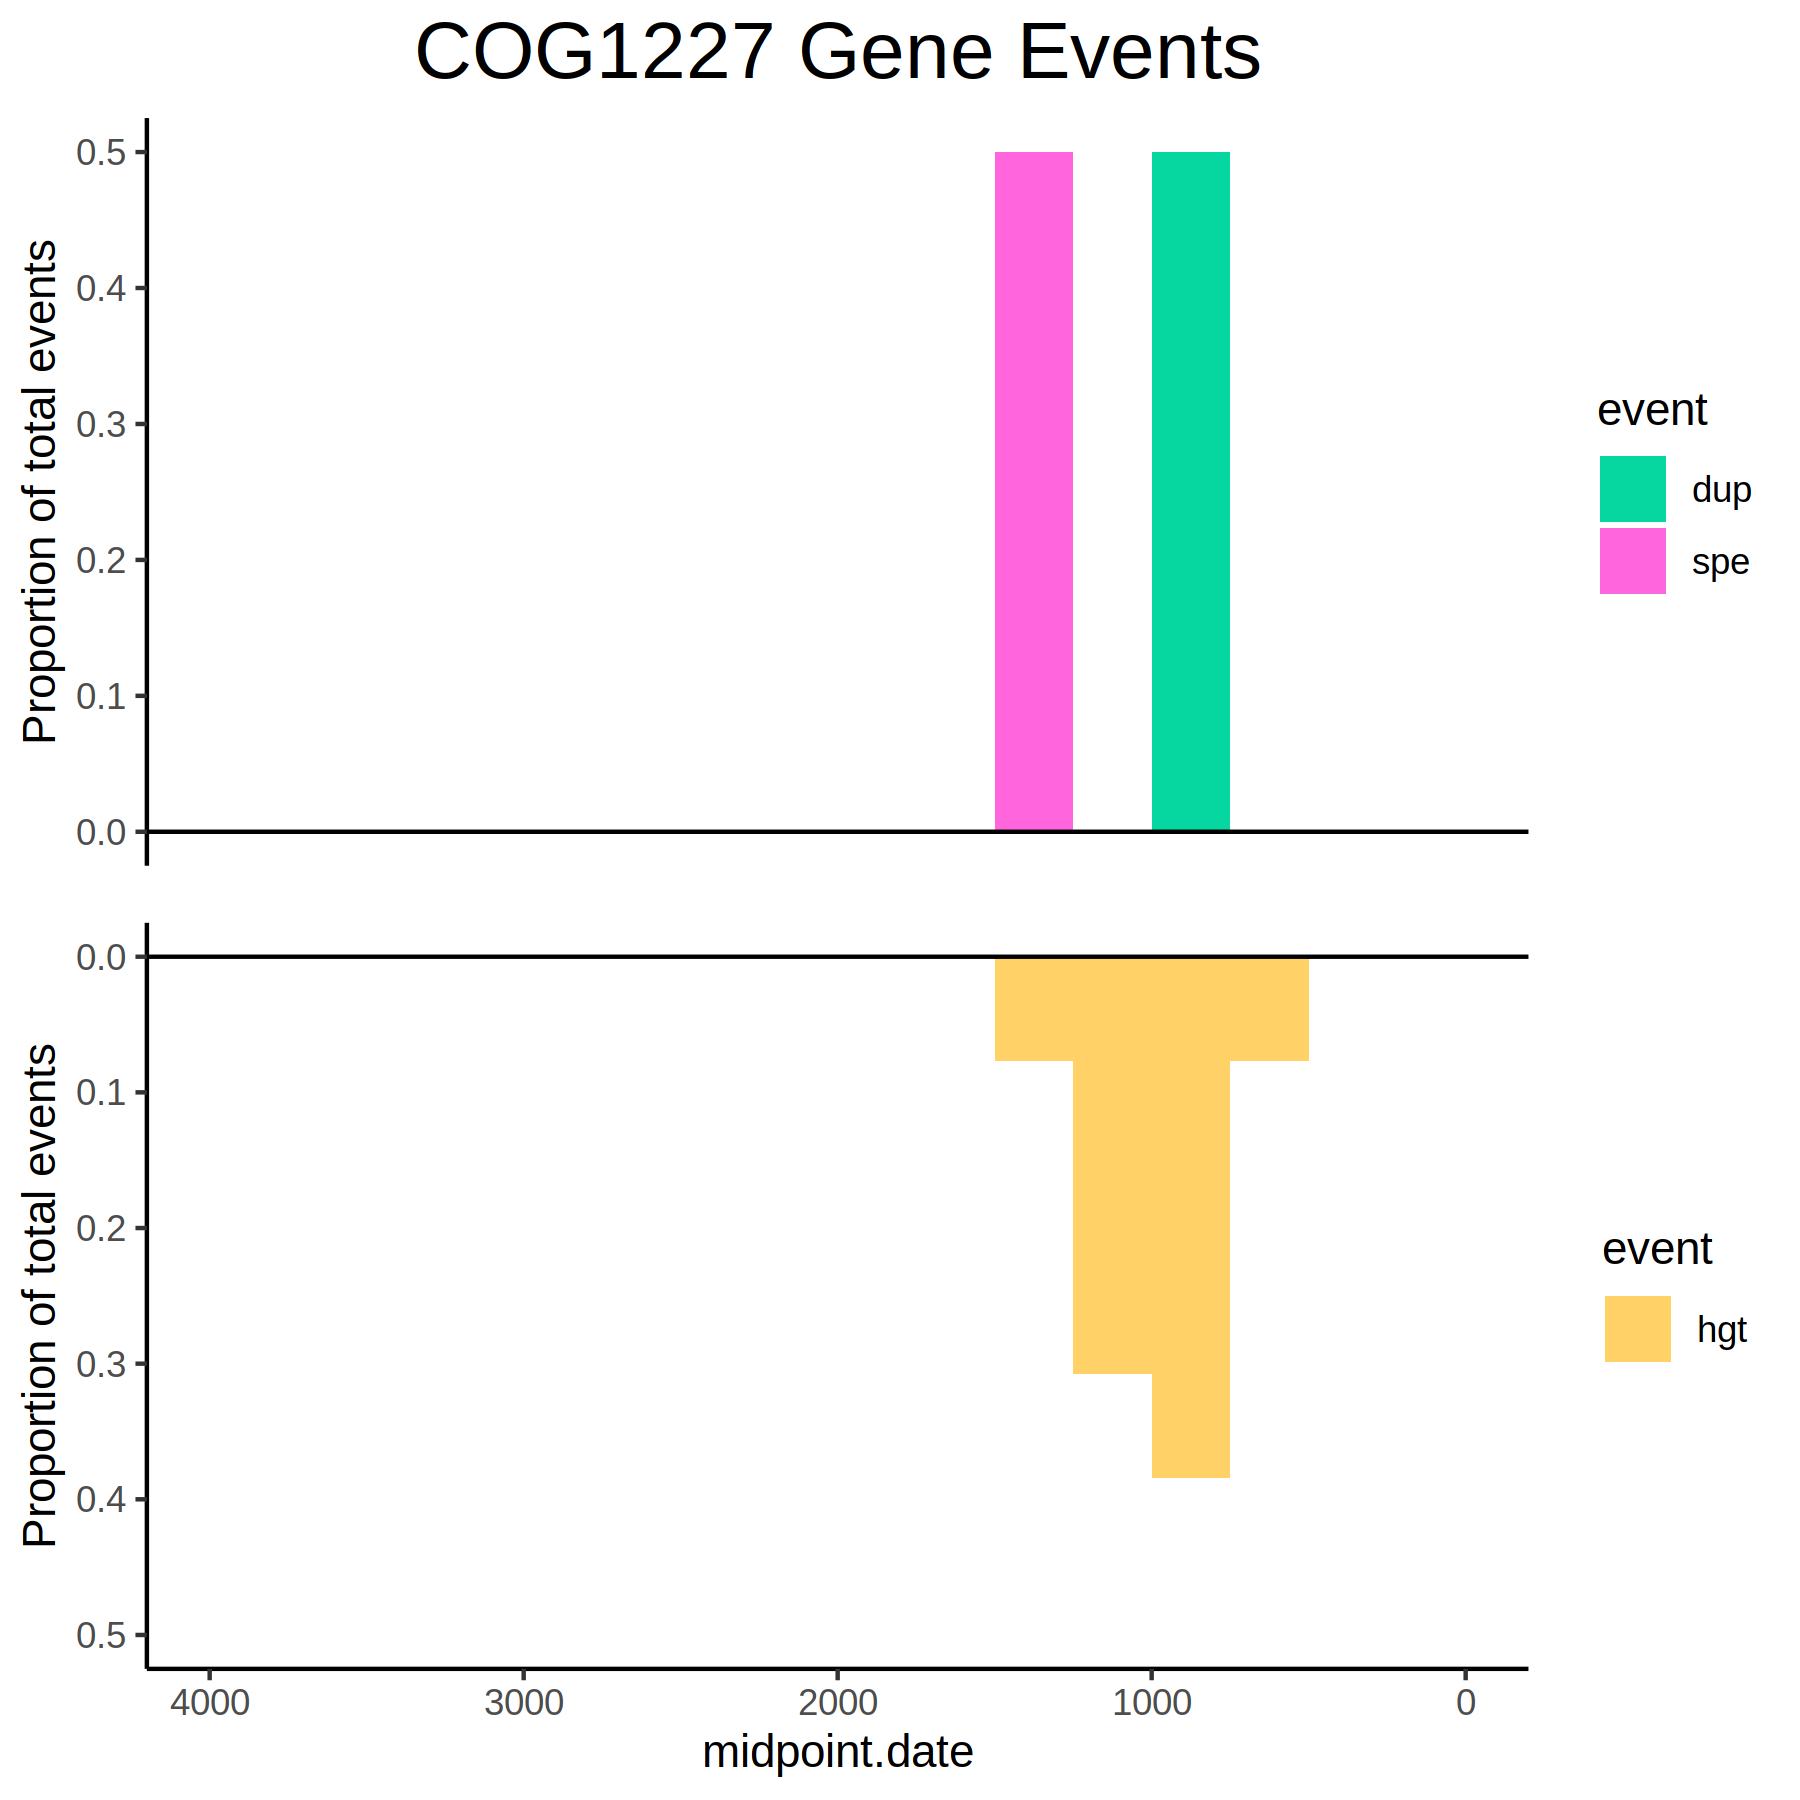 COG1227 Gene Events
Proportion of total events
0.5
0.4
0.3
0.2
0.1
0.0
event
dup
spe
Proportion of total events
0.0
0.1
0.2
0.3
0.4
0.5
event
hgt
4000 3000 2000 1000 0
midpoint.date